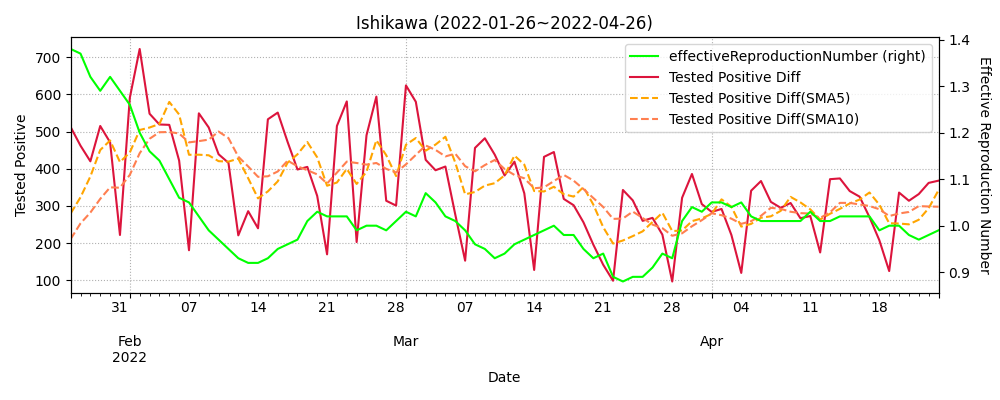 Ishikawa (2022-01-26~2022-04-26)
effectiveReproductionNumber (right)
Tested Positive Diff
Tested Positive Diff(SMA5)
Tested Positive Diff(SMA10)
Tested Positive
700
600
500
400
300
200
100
1.4
1.3
1.2
1.1
1.0
0.9
Effective Reproduction Number
31 07 14 21 28 07 14 21 28 04 11 18
Feb Mar Apr
2022
Date